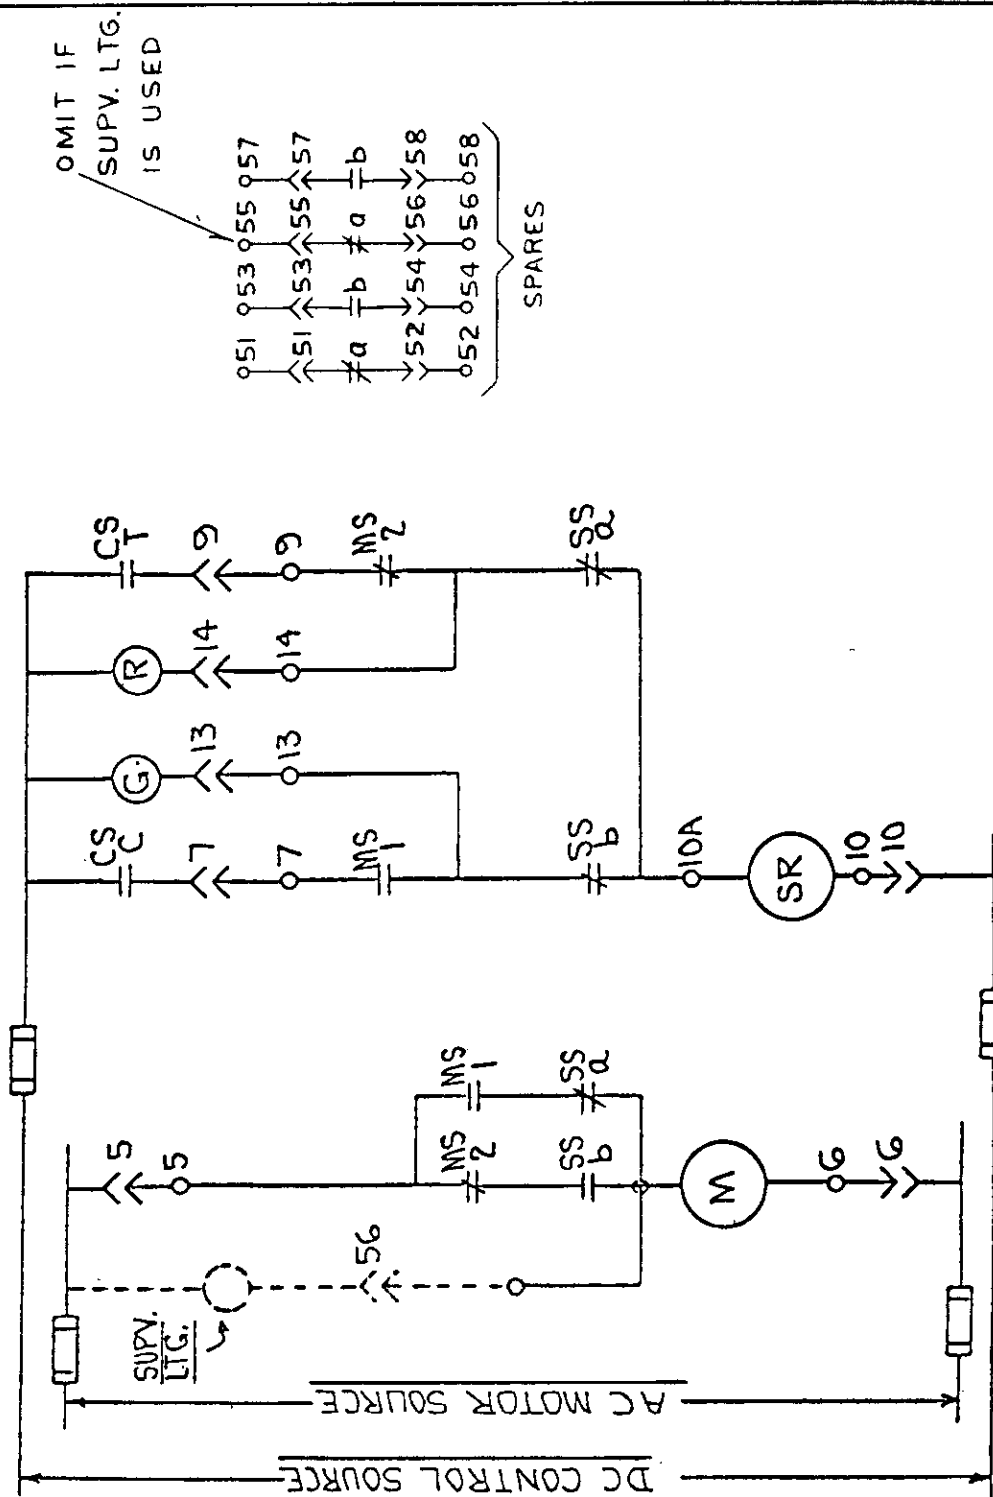 OMIT IF
SUPV. LTG.
IS USED
51 53 55 57
51 53 55 57
a b a b
52 54 56 58
52 54 56 58
SPARES
CS
C
G.
R
CS
T
7 13 14 9
7 13 14 9
MS
1
MS
2
SS
b
SS
a
10A
SR
10
10
SUPV.
LTG.
56
5
5
MS
2
MS
1
SS
b
SS
a
M
6
6
AC MOTOR SOURCE
DC CONTROL SOURCE